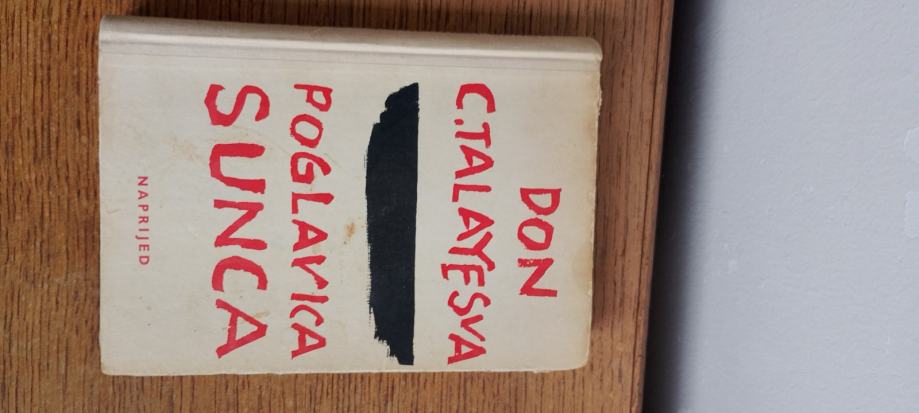 DON
C. TALAYESVA
POGLAVICA
SUNCA
NAPRIJED